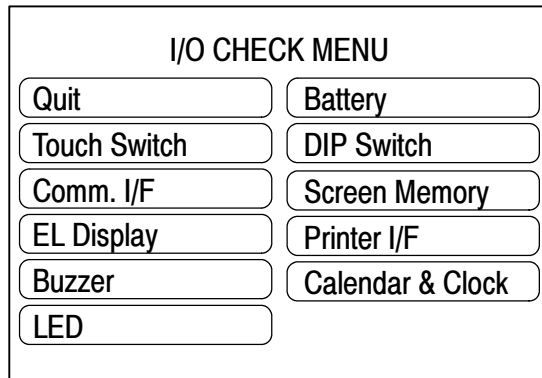 I/O CHECK MENU
Quit
Battery
Touch Switch
DIP Switch
Comm. I/F
Screen Memory
EL Display
Printer I/F
Buzzer
Calendar & Clock
LED